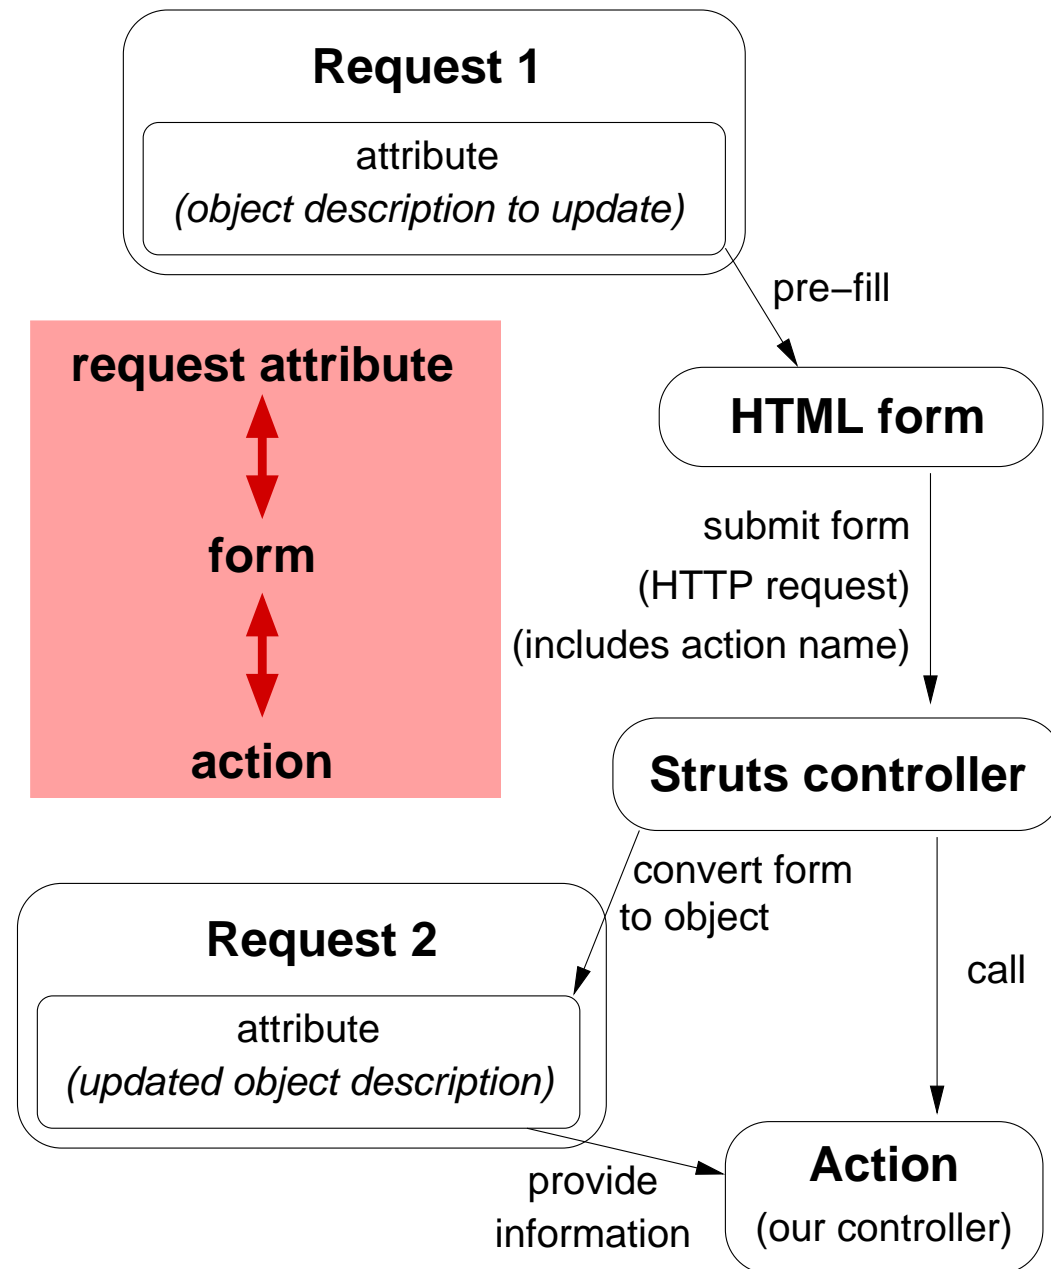 Request 1
attribute
(object description to update)
pre−fill
request attribute
HTML form
submit form
form
(HTTP request)
(includes action name)
action
Struts controller
convert form
to object
Request 2
call
attribute
(updated object description)
Action
provide
information
(our controller)